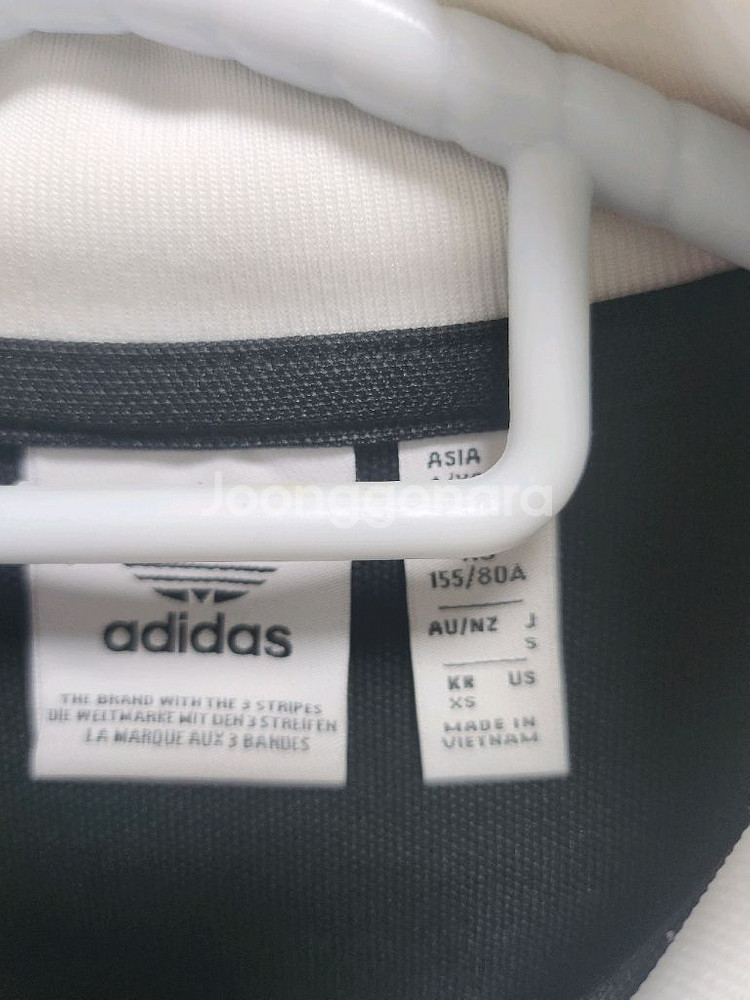 Joonggonara
adidas
THE BRAND WITH THE 3 STRIPES
DIE WELTMARKE MIT DEN 3 STREIFEN
LA MARQUE AUX 3 BANDES
ASIA
155/80A
AU/NZ J
S
KR US
XS
MADE IN
VIETNAM